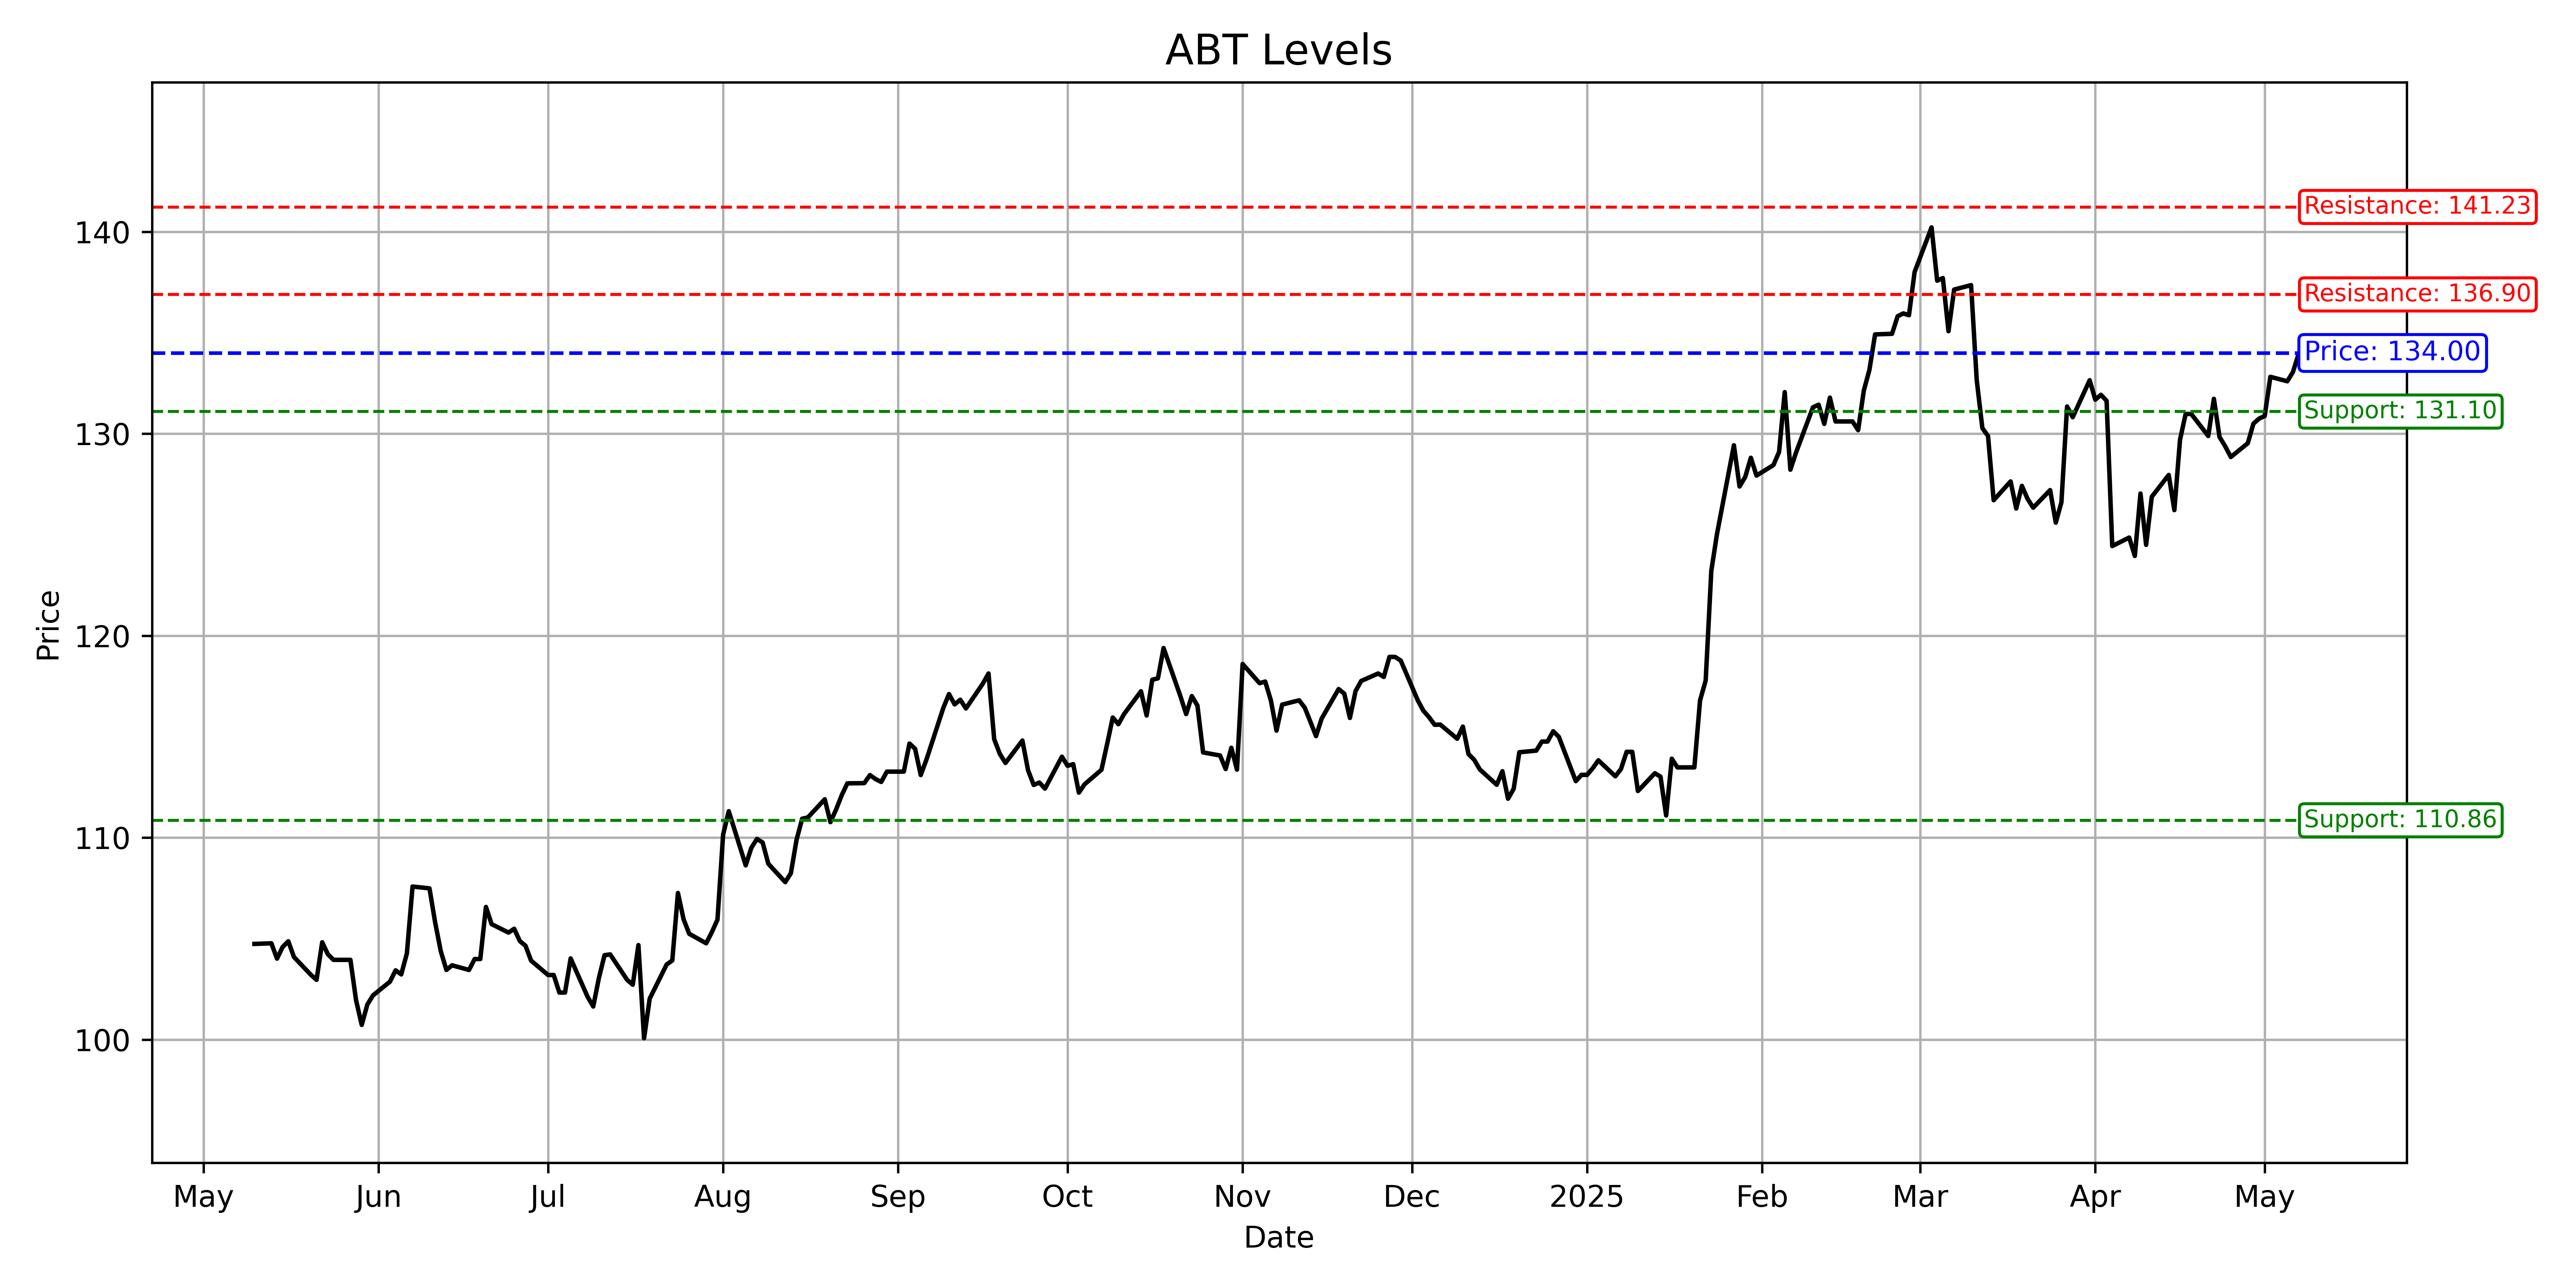 ABT Levels
Resistance: 141.23
140
Resistance: 136.90
Price: 134.00
Support: 131.10
130
120
Price
Support: 110.86
110
100
May Jun Jul Aug Sep Oct Nov Dec 2025 Feb Mar Apr May
Date